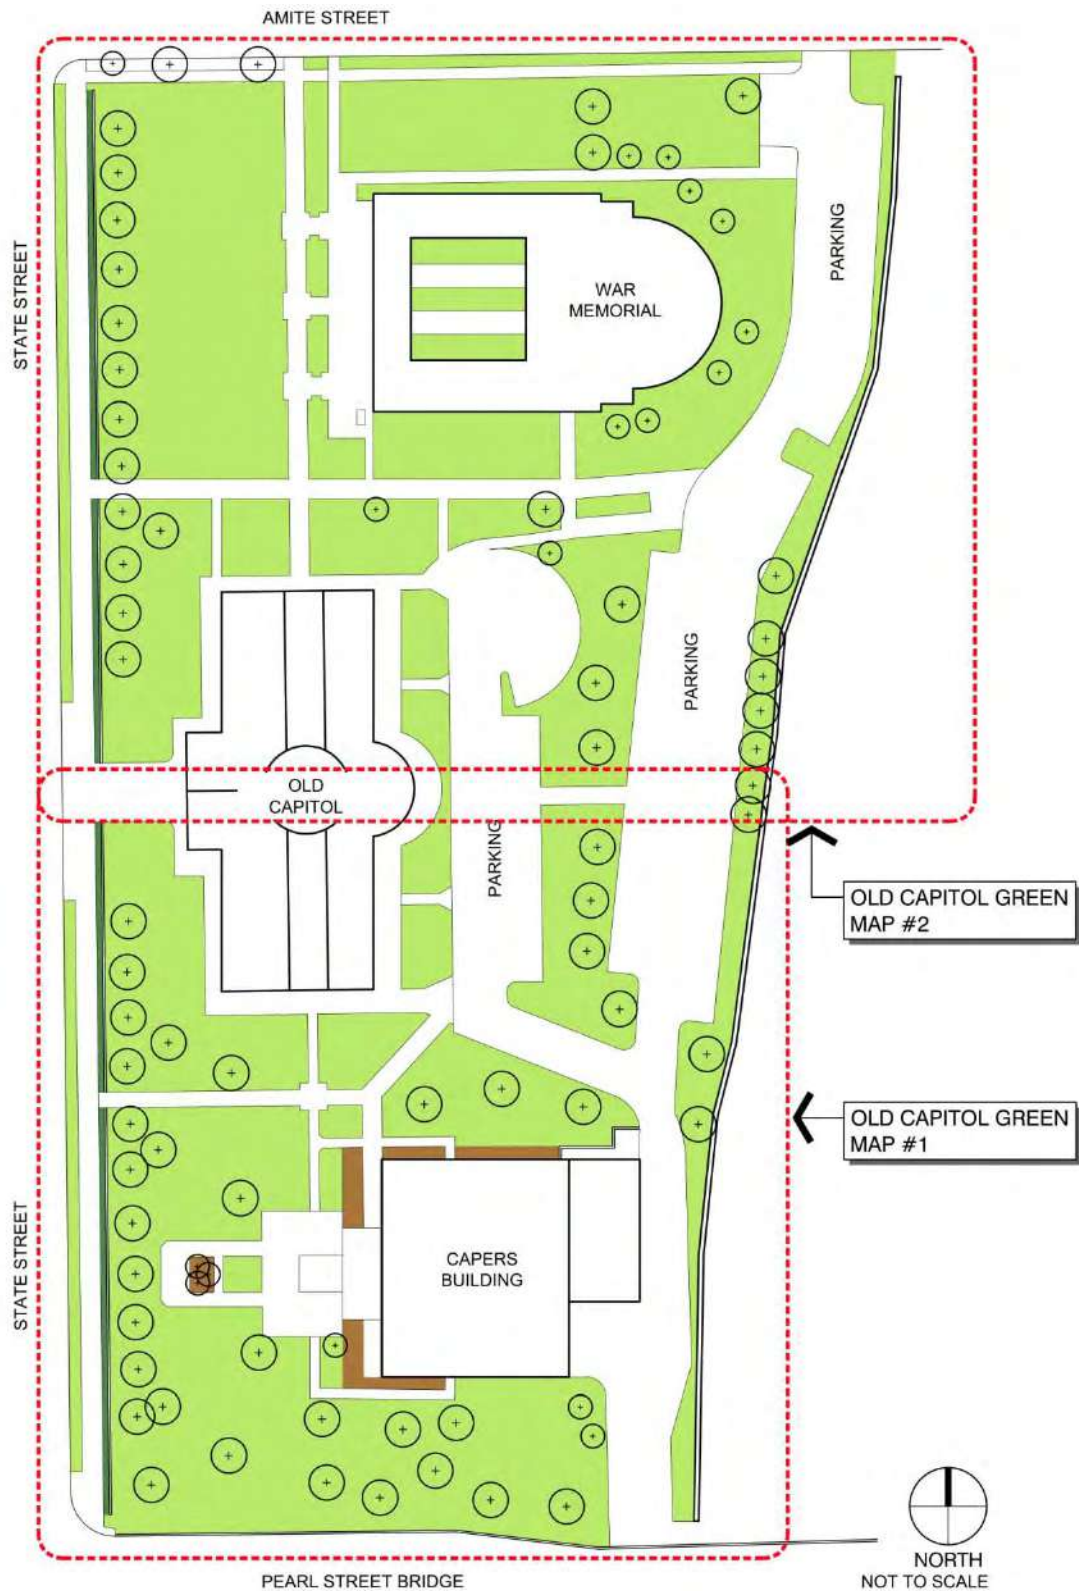 AMITE STREET
STATE STREET
PARKING
WAR
MEMORIAL
PARKING
OLD
CAPITOL
PARKING
OLD CAPITOL GREEN
MAP #2
OLD CAPITOL GREEN
MAP #1
STATE STREET
CAPERS
BUILDING
NORTH
NOT TO SCALE
PEARL STREET BRIDGE